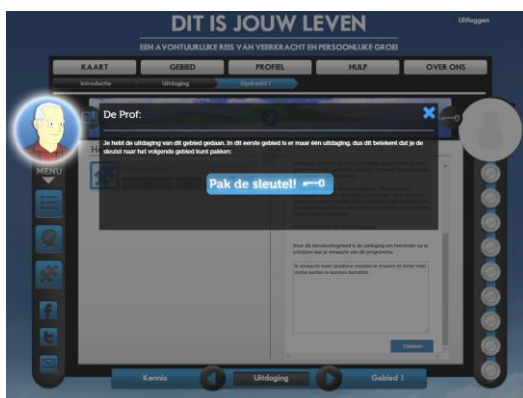 DIT IS JOUW LEVEN
Uitloggen
EEN AVONTUURLIJKE REIS VAN VEERKRACHT EN PERSOONLIJKE GROEI
KAART GEBIED PROFIEL HULP OVER ONS
Introductie Uitdaging Opdracht 1
De Prof:
Je hebt de uitdaging van dit gebied gedaan. In dit eerste gebied is er maar één uitdaging, dus dit betekent dat je de
sleutel naar het volgende gebied kunt pakken:
Pak de sleutel!
MENU
Voor dit introductiegebied is de uitdaging om hieronder op te
schrijven wat je verwacht van dit programma.
Ik verwacht meer positieve emoties te ervaren en beter mijn
sterke kanten te kunnen benutten.
Opslaan
Kennis Uitdaging Gebied 1